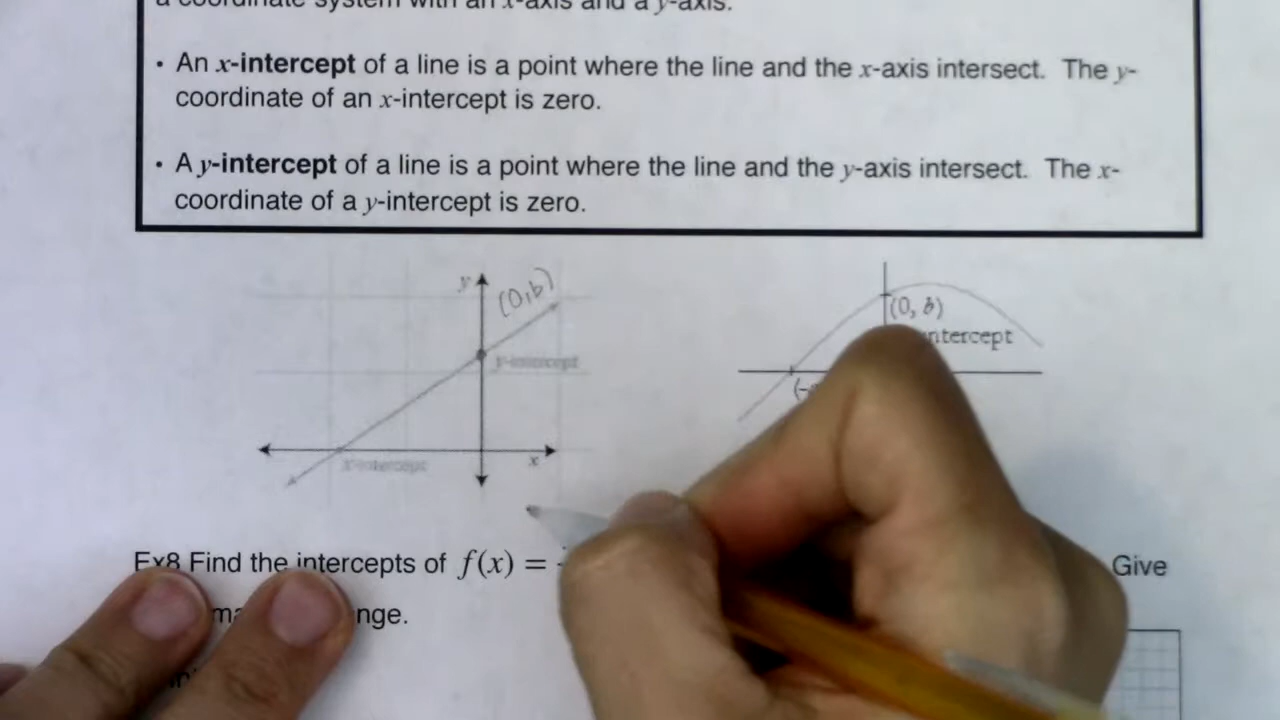 a coordinate system with an x-axis and a y-axis.
• An x-intercept of a line is a point where the line and the x-axis intersect. The y-
coordinate of an x-intercept is zero.
• A y-intercept of a line is a point where the line and the y-axis intersect. The x-
coordinate of a y-intercept is zero.
y
(0,b)
y-intercept
x-intercept
x
(0, b)
intercept
(-
Ex8 Find the intercepts of f(x) = Give
nge.